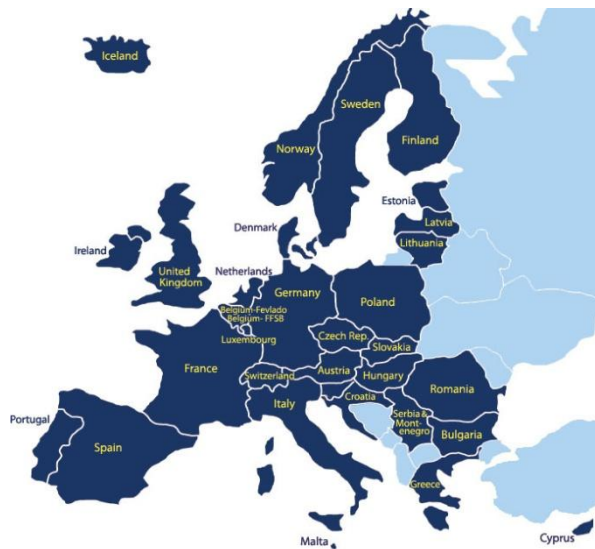 Iceland
Sweden
Finland
Norway
Estonia
Latvia
Lithuania
Denmark
Ireland
United
Kingdom
Netherlands
Germany
Poland
Belgium-Fevlado
Belgium- FFSB
Luxembourg
Czech Rep.
Slovakia
France
Switzerland
Austria
Hungary
Romania
Italy
Croatia
Serbia &
Mont-
enegro
Bulgaria
Portugal
Spain
Greece
Malta
Cyprus